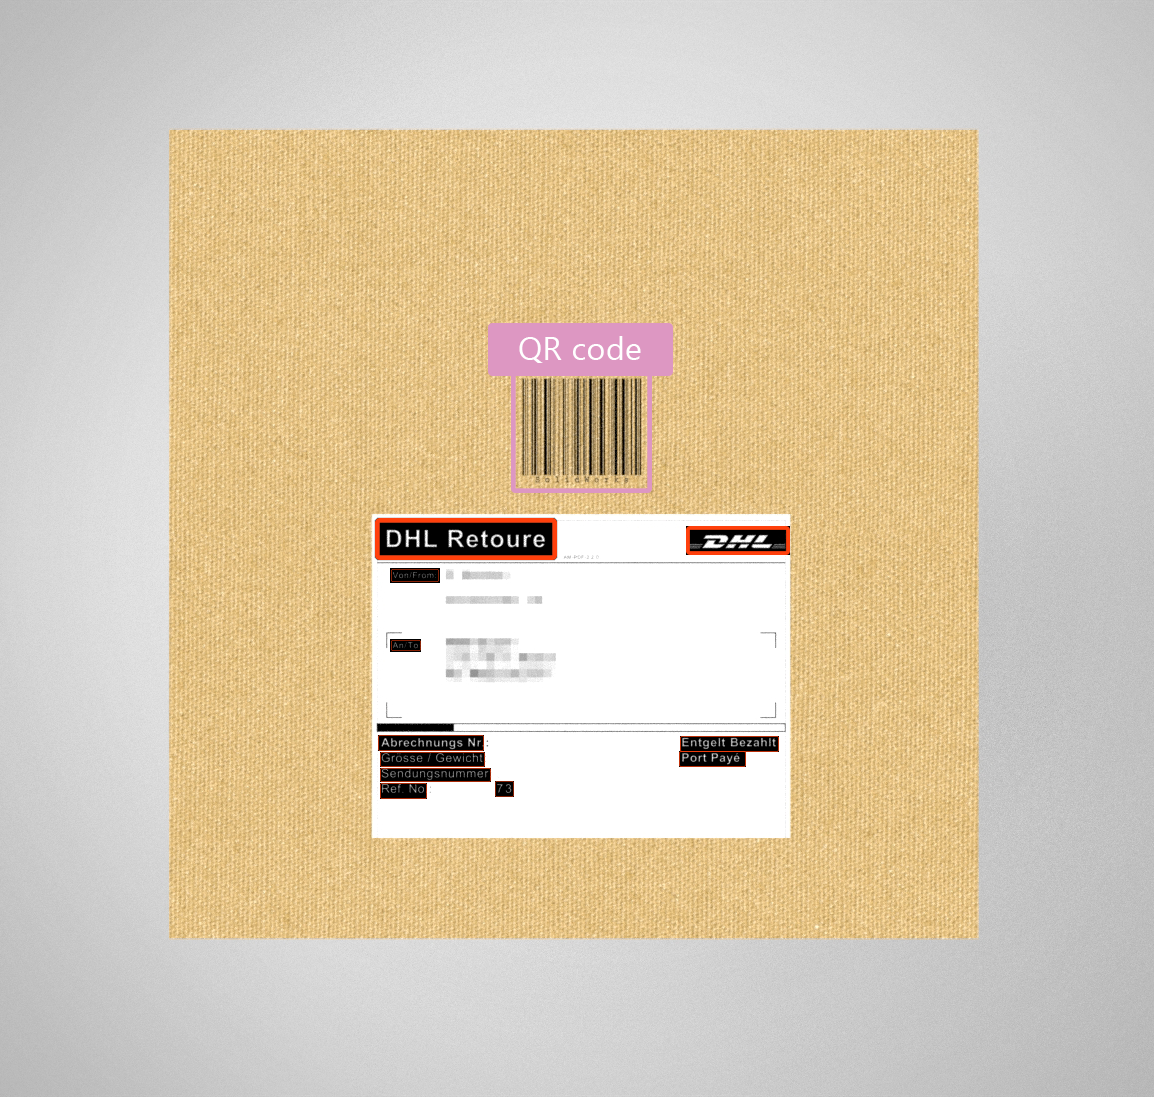 QR code
SolidWorks
DHL Retoure
DHL
Von/From
An/To
Abrechnungs Nr:
Entgelt Bezahlt
Grosse / Gewicht
Port Payé
Sendungsnummer
Ref. No
73